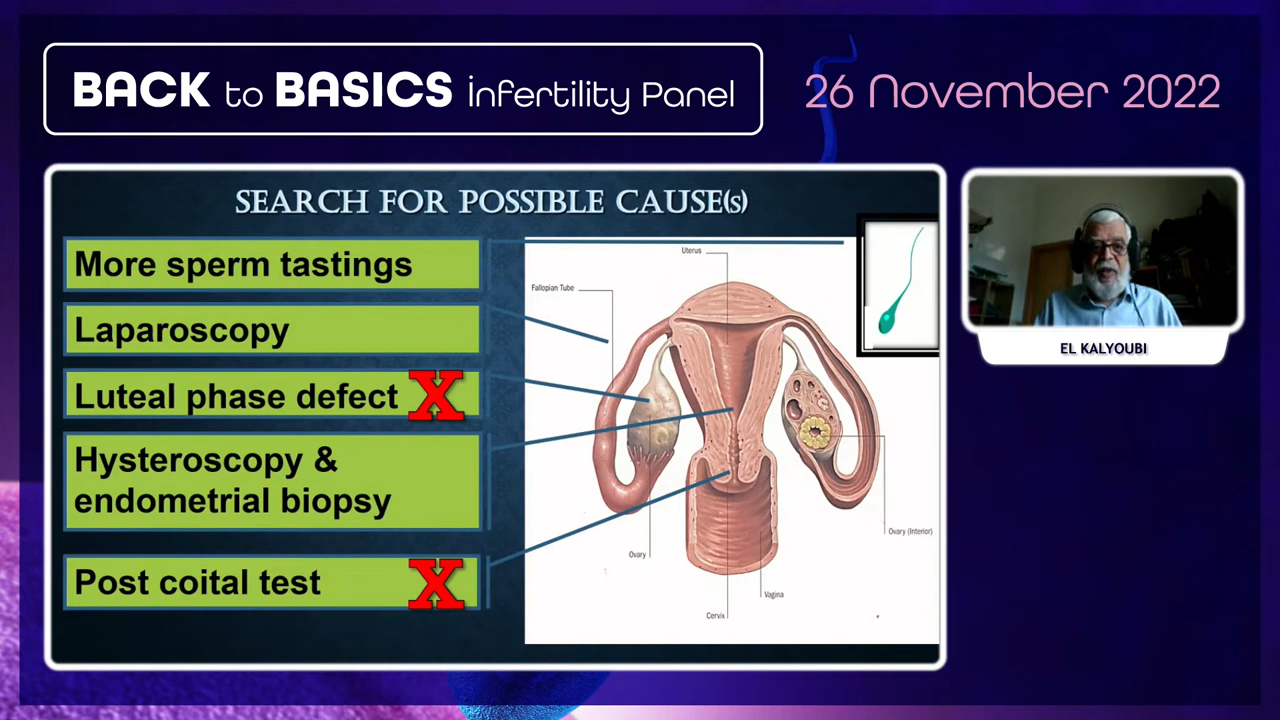 BACK to BASICS infertility Panel
26 November 2022
SEARCH FOR POSSIBLE CAUSE(s)
More sperm tastings
Laparoscopy
Luteal phase defect X
Hysteroscopy &
endometrial biopsy
Post coital test X
Uterus
Fallopian Tube
Ovary
Ovary (Interior)
Vagina
Cervix
EL KALYOUBI